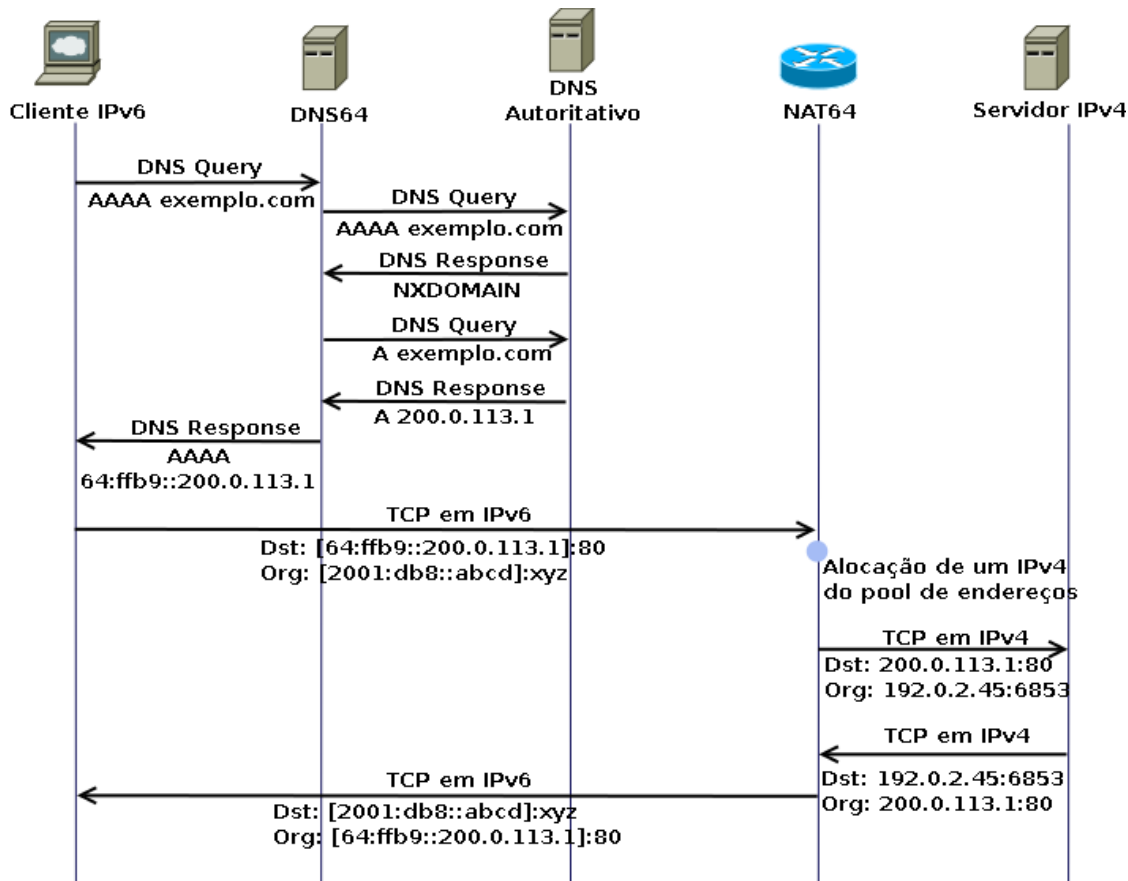 Cliente IPv6
DNS64
DNS
Autoritativo
NAT64
Servidor IPv4
DNS Query
AAAA exemplo.com
DNS Query
AAAA exemplo.com
DNS Response
NXDOMAIN
DNS Query
A exemplo.com
DNS Response
A 200.0.113.1
DNS Response
AAAA
64:ffb9::200.0.113.1
TCP em IPv6
Dst: [64:ffb9::200.0.113.1]:80
Org: [2001:db8::abcd]:xyz
Alocação de um IPv4
do pool de endereços
TCP em IPv4
Dst: 200.0.113.1:80
Org: 192.0.2.45:6853
TCP em IPv4
Dst: 192.0.2.45:6853
Org: 200.0.113.1:80
TCP em IPv6
Dst: [2001:db8::abcd]:xyz
Org: [64:ffb9::200.0.113.1]:80